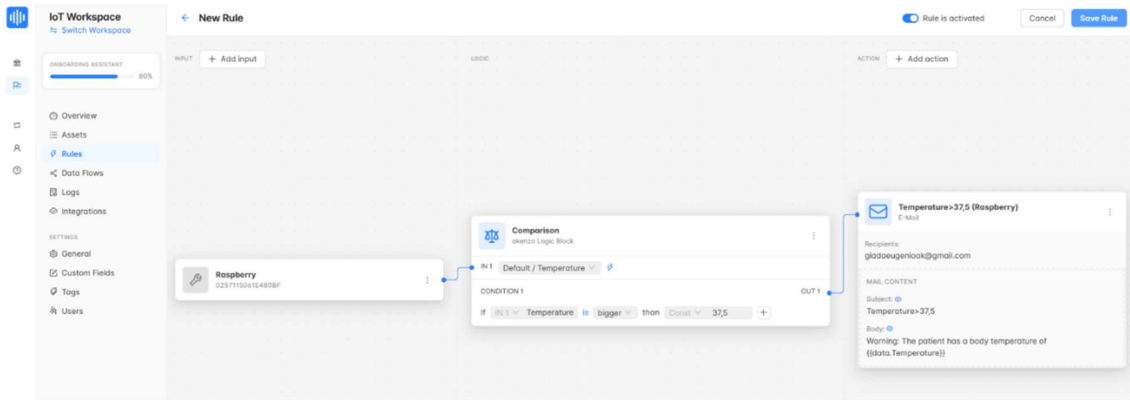 IoT Workspace
Switch Workspace
ONBOARDING ASSISTANT
80%
Overview
Assets
Rules
Data Flows
Logs
Integrations
SETTINGS
General
Custom Fields
Tags
Users
New Rule
Rule is activated
Cancel
Save Rule
INPUT
+ Add input
LOGIC
ACTION
+ Add action
Raspberry
Comparison
akenza Logic Block
IN 1 Default / Temperature
CONDITION 1
OUT 1
If IN 1 Temperature is bigger than Const 37,5 +
Temperature>37,5 (Raspberry)
E-Mail
Recipients:
giadaeugenioak@gmail.com
MAIL CONTENT
Subject:
Temperature>37,5
Body:
Warning: The patient has a body temperature of
{{data.Temperature}}